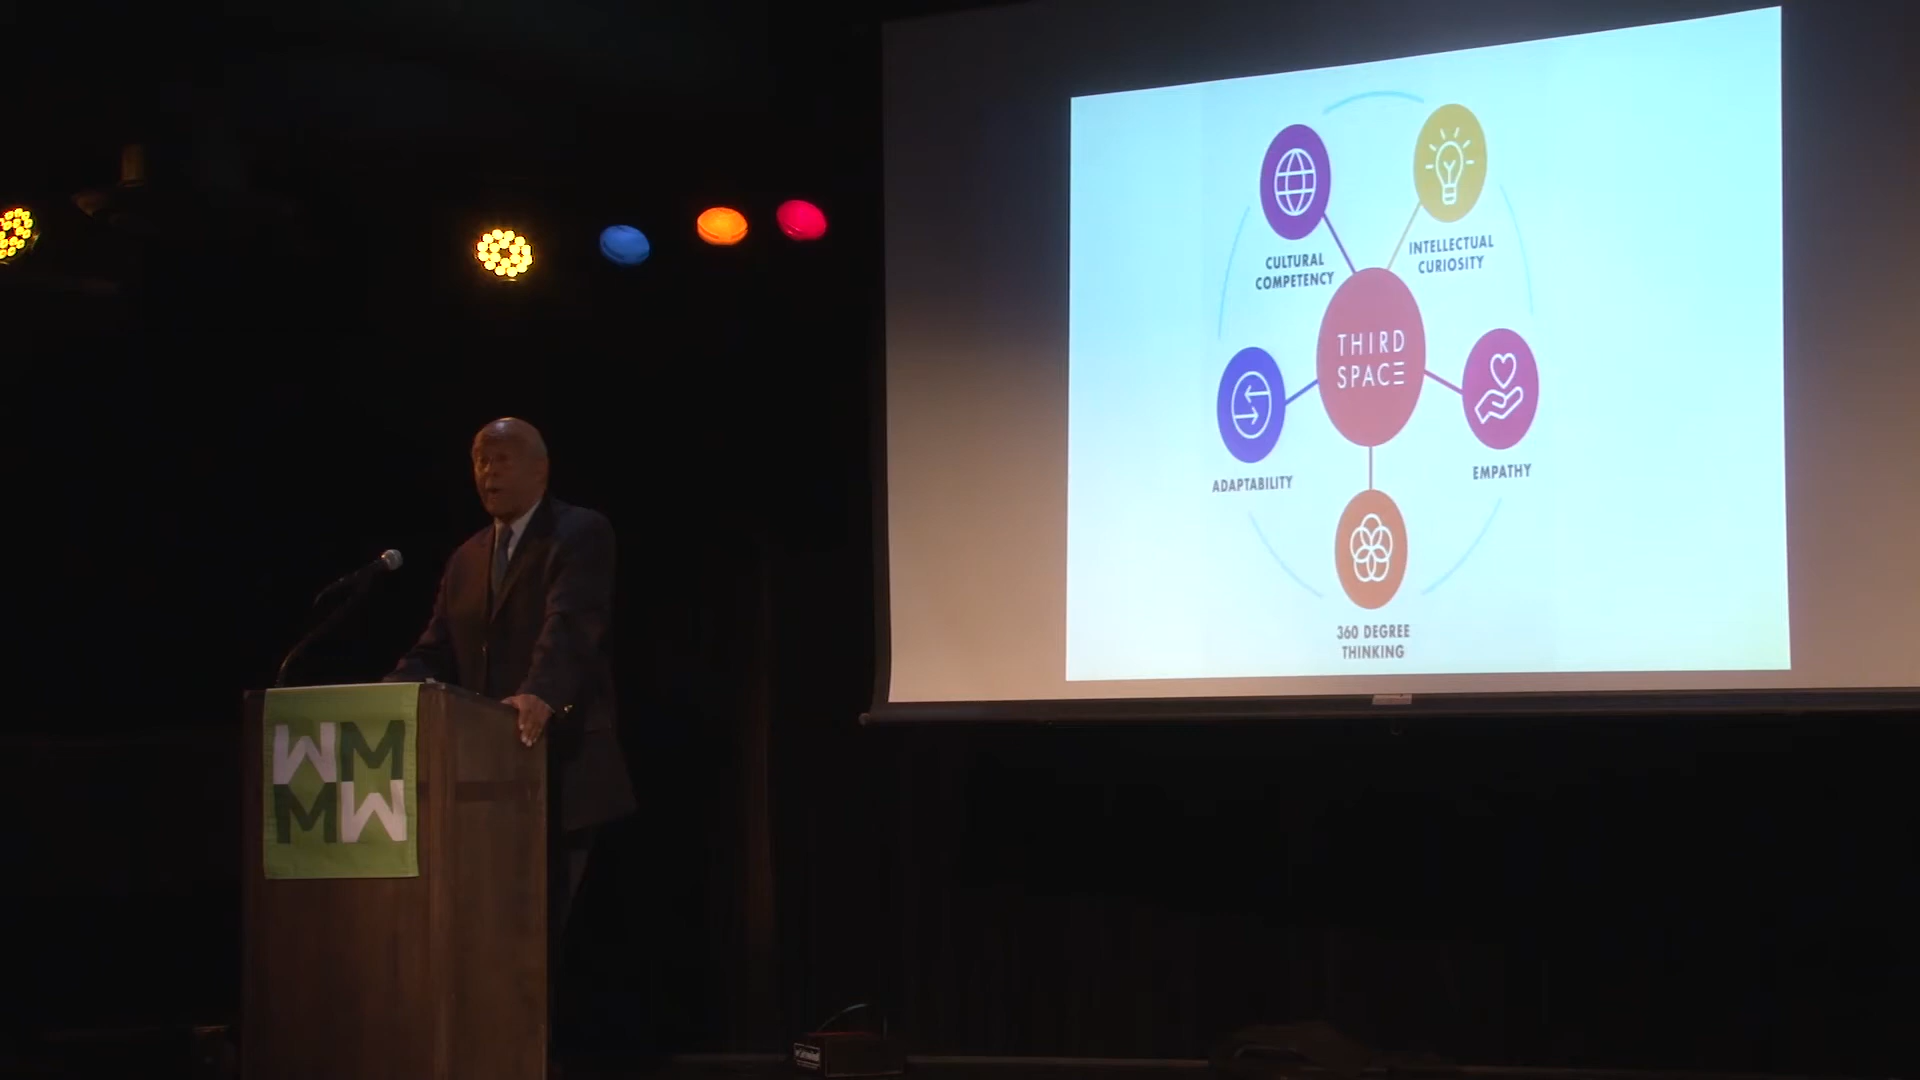 CULTURAL
COMPETENCY
INTELLECTUAL
CURIOSITY
THIRD
SPACE
ADAPTABILITY
EMPATHY
360 DEGREE
THINKING
WM
MW